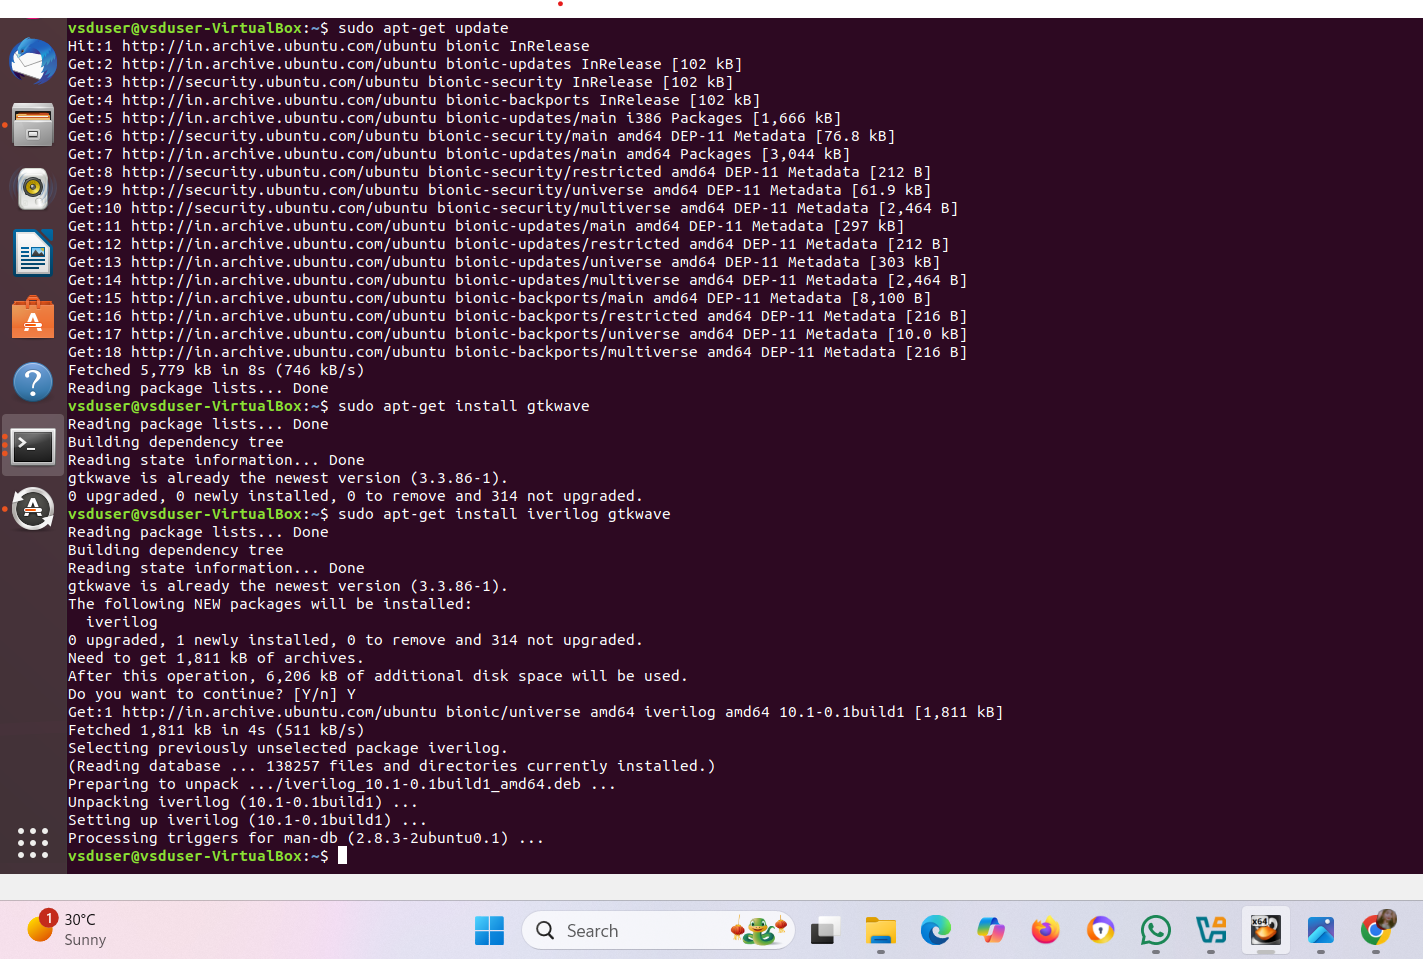 vsduser@vsduser-VirtualBox:~$ sudo apt-get update
Hit:1 http://in.archive.ubuntu.com/ubuntu bionic InRelease
Get:2 http://in.archive.ubuntu.com/ubuntu bionic-updates InRelease [102 kB]
Get:3 http://security.ubuntu.com/ubuntu bionic-security InRelease [102 kB]
Get:4 http://in.archive.ubuntu.com/ubuntu bionic-backports InRelease [102 kB]
Get:5 http://in.archive.ubuntu.com/ubuntu bionic-updates/main i386 Packages [1,666 kB]
Get:6 http://security.ubuntu.com/ubuntu bionic-security/main amd64 DEP-11 Metadata [76.8 kB]
Get:7 http://in.archive.ubuntu.com/ubuntu bionic-updates/main amd64 Packages [3,044 kB]
Get:8 http://security.ubuntu.com/ubuntu bionic-security/restricted amd64 DEP-11 Metadata [212 B]
Get:9 http://security.ubuntu.com/ubuntu bionic-security/universe amd64 DEP-11 Metadata [61.9 kB]
Get:10 http://security.ubuntu.com/ubuntu bionic-security/multiverse amd64 DEP-11 Metadata [2,464 B]
Get:11 http://in.archive.ubuntu.com/ubuntu bionic-updates/main amd64 DEP-11 Metadata [297 kB]
Get:12 http://in.archive.ubuntu.com/ubuntu bionic-updates/restricted amd64 DEP-11 Metadata [212 B]
Get:13 http://in.archive.ubuntu.com/ubuntu bionic-updates/universe amd64 DEP-11 Metadata [303 kB]
Get:14 http://in.archive.ubuntu.com/ubuntu bionic-updates/multiverse amd64 DEP-11 Metadata [2,464 B]
Get:15 http://in.archive.ubuntu.com/ubuntu bionic-backports/main amd64 DEP-11 Metadata [8,100 B]
Get:16 http://in.archive.ubuntu.com/ubuntu bionic-backports/restricted amd64 DEP-11 Metadata [216 B]
Get:17 http://in.archive.ubuntu.com/ubuntu bionic-backports/universe amd64 DEP-11 Metadata [10.0 kB]
Get:18 http://in.archive.ubuntu.com/ubuntu bionic-backports/multiverse amd64 DEP-11 Metadata [216 B]
Fetched 5,779 kB in 8s (746 kB/s)
Reading package lists... Done
vsduser@vsduser-VirtualBox:~$ sudo apt-get install gtkwave
Reading package lists... Done
Building dependency tree
Reading state information... Done
gtkwave is already the newest version (3.3.86-1).
0 upgraded, 0 newly installed, 0 to remove and 314 not upgraded.
vsduser@vsduser-VirtualBox:~$ sudo apt-get install iverilog gtkwave
Reading package lists... Done
Building dependency tree
Reading state information... Done
gtkwave is already the newest version (3.3.86-1).
The following NEW packages will be installed:
  iverilog
0 upgraded, 1 newly installed, 0 to remove and 314 not upgraded.
Need to get 1,811 kB of archives.
After this operation, 6,206 kB of additional disk space will be used.
Do you want to continue? [Y/n] Y
Get:1 http://in.archive.ubuntu.com/ubuntu bionic/universe amd64 iverilog amd64 10.1-0.1build1 [1,811 kB]
Fetched 1,811 kB in 4s (511 kB/s)
Selecting previously unselected package iverilog.
(Reading database ... 138257 files and directories currently installed.)
Preparing to unpack .../iverilog_10.1-0.1build1_amd64.deb ...
Unpacking iverilog (10.1-0.1build1) ...
Setting up iverilog (10.1-0.1build1) ...
Processing triggers for man-db (2.8.3-2ubuntu0.1) ...
vsduser@vsduser-VirtualBox:~$
1
30°C
Sunny
Search
x64